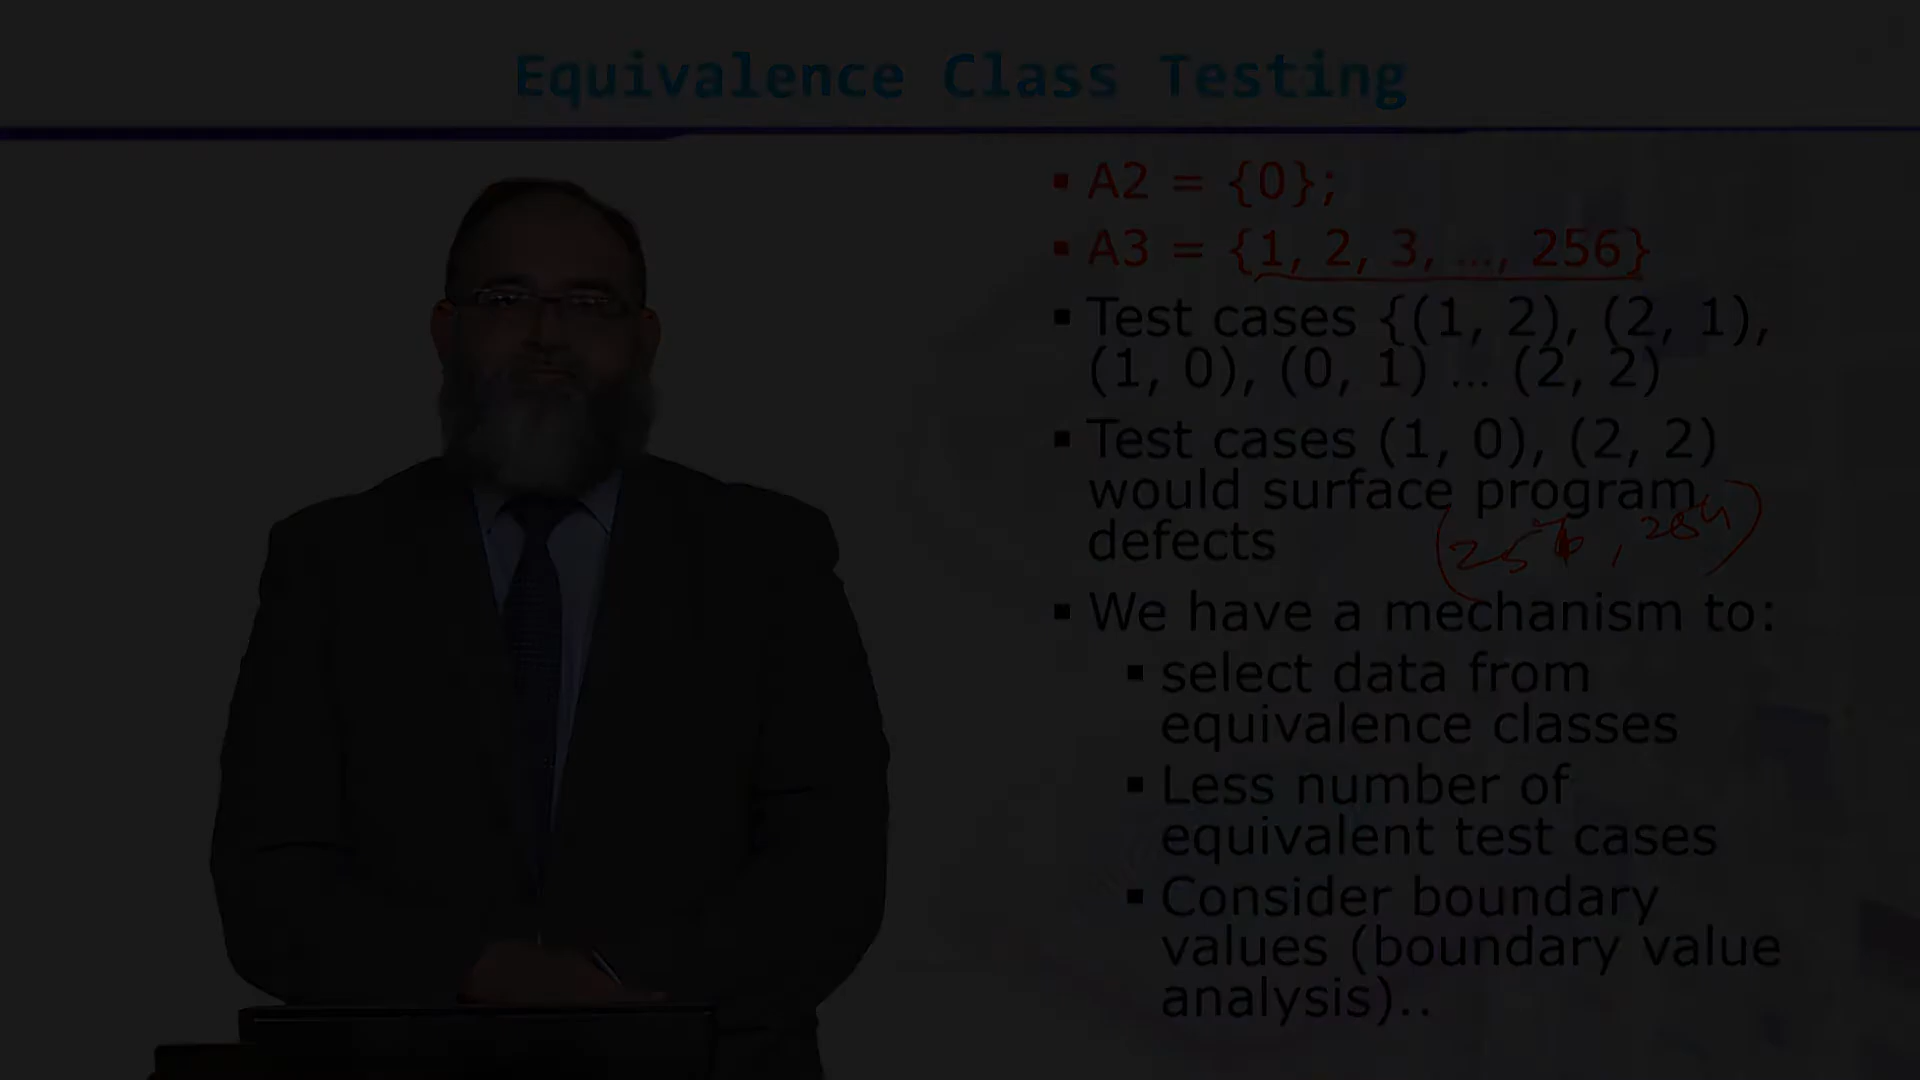 Equivalence Class Testing
▪ A2 = {0};
▪ A3 = {1, 2, 3, …, 256}
▪ Test cases {(1, 2), (2, 1),
(1, 0), (0, 1) … (2, 2)
▪ Test cases (1, 0), (2, 2)
would surface program
defects
▪ We have a mechanism to:
▪ select data from
equivalence classes
▪ Less number of
equivalent test cases
▪ Consider boundary
values (boundary value
analysis)..